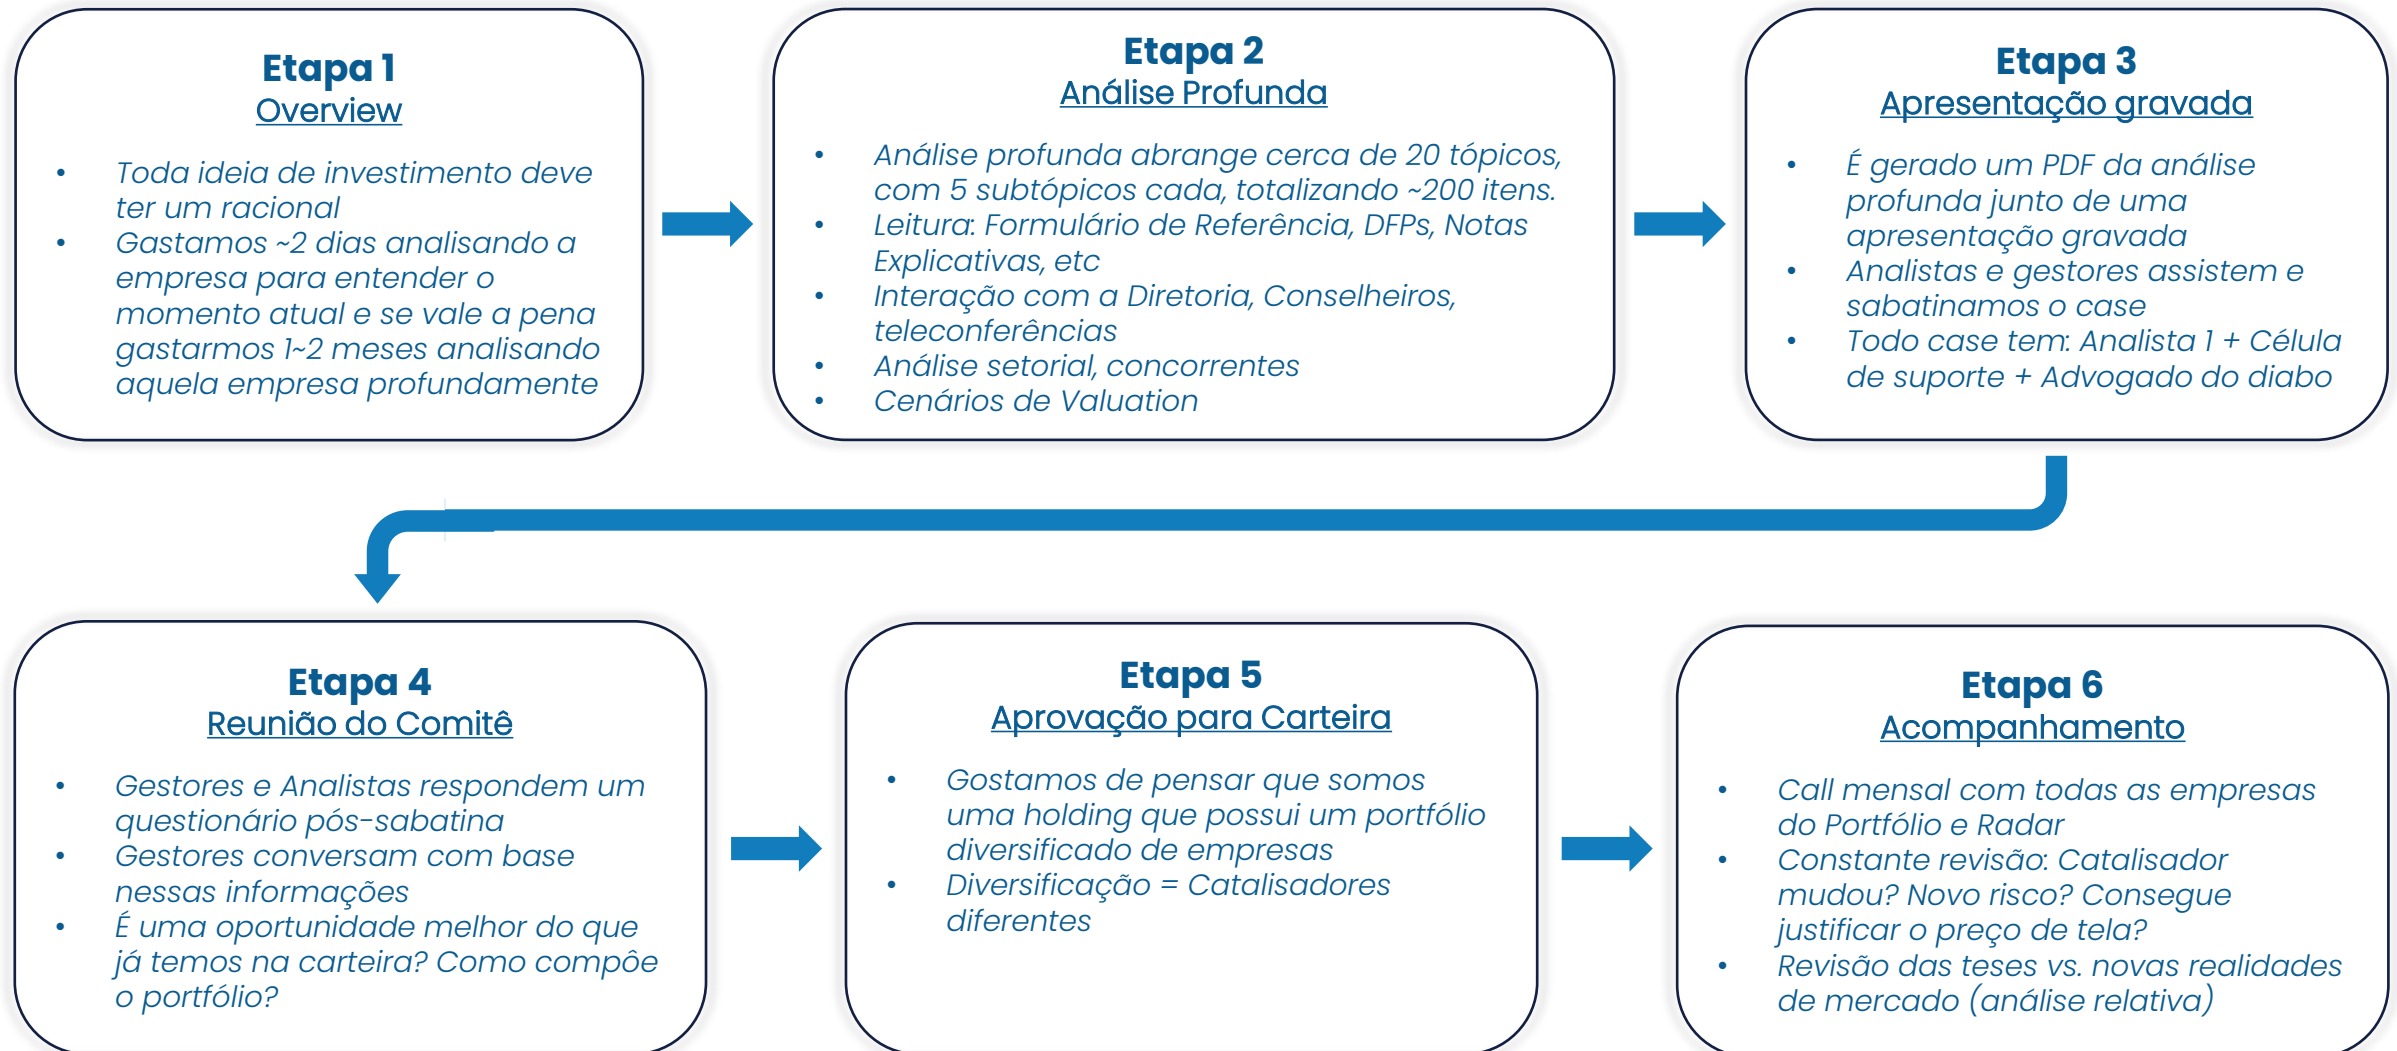 Etapa 1
Overview
• Toda ideia de investimento deve
ter um racional
• Gastamos ~2 dias analisando a
empresa para entender o
momento atual e se vale a pena
gastarmos 1~2 meses analisando
aquela empresa profundamente
Etapa 2
Análise Profunda
• Análise profunda abrange cerca de 20 tópicos,
com 5 subtópicos cada, totalizando ~200 itens.
• Leitura: Formulário de Referência, DFPs, Notas
Explicativas, etc
• Interação com a Diretoria, Conselheiros,
teleconferências
• Análise setorial, concorrentes
• Cenários de Valuation
Etapa 3
Apresentação gravada
• É gerado um PDF da análise
profunda junto de uma
apresentação gravada
• Analistas e gestores assistem e
sabatinamos o case
• Todo case tem: Analista 1 + Célula
de suporte + Advogado do diabo
Etapa 4
Reunião do Comitê
• Gestores e Analistas respondem um
questionário pós-sabatina
• Gestores conversam com base
nessas informações
• É uma oportunidade melhor do que
já temos na carteira? Como compôe
o portfólio?
Etapa 5
Aprovação para Carteira
• Gostamos de pensar que somos
uma holding que possui um portfólio
diversificado de empresas
• Diversificação = Catalisadores
diferentes
Etapa 6
Acompanhamento
• Call mensal com todas as empresas
do Portfólio e Radar
• Constante revisão: Catalisador
mudou? Novo risco? Consegue
justificar o preço de tela?
• Revisão das teses vs. novas realidades
de mercado (análise relativa)